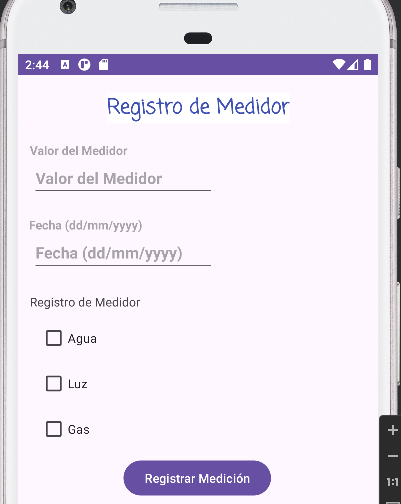 2:44
Registro de Medidor
Valor del Medidor
Valor del Medidor
Fecha (dd/mm/yyyy)
Fecha (dd/mm/yyyy)
Registro de Medidor
Agua
Luz
Gas
Registrar Medición
1:1